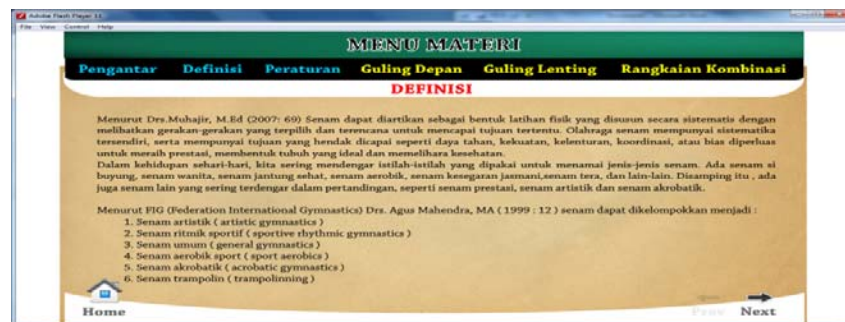 Adobe Flash Player 11
File View Control Help
MENU MATERI
Pengantar Definisi Peraturan Guling Depan Guling Lenting Rangkaian Kombinasi
DEFINISI
Menurut Drs.Muhajir, M.Ed (2007: 69) Senam dapat diartikan sebagai bentuk latihan fisik yang disusun secara sistematis dengan
melibatkan gerakan-gerakan yang terpilih dan terencana untuk mencapai tujuan tertentu. Olahraga senam mempunyai sistematika
tersendiri, serta mempunyai tujuan yang hendak dicapai seperti daya tahan, kekuatan, kelenturan, koordinasi, atau bias diperluas
untuk meraih prestasi, membentuk tubuh yang ideal dan memelihara kesehatan.
Dalam kehidupan sehari-hari, kita sering mendengar istilah-istilah yang dipakai untuk menamai jenis-jenis senam. Ada senam si
buyung, senam wanita, senam jantung sehat, senam aerobik, senam kesegaran jasmani,senam tera, dan lain-lain. Disamping itu , ada
juga senam lain yang sering terdengar dalam pertandingan, seperti senam prestasi, senam artistik dan senam akrobatik.
Menurut FIG (Federation International Gymnastics) Drs. Agus Mahendra, MA ( 1999 : 12 ) senam dapat dikelompokkan menjadi :
1. Senam artistik ( artistic gymnastics )
2. Senam ritmik sportif ( sportive rhythmic gymnastics )
3. Senam umum ( general gymnastics )
4. Senam aerobik sport ( sport aerobics )
5. Senam akrobatik ( acrobatic gymnastics )
6. Senam trampolin ( trampolinning )
Home Prev Next